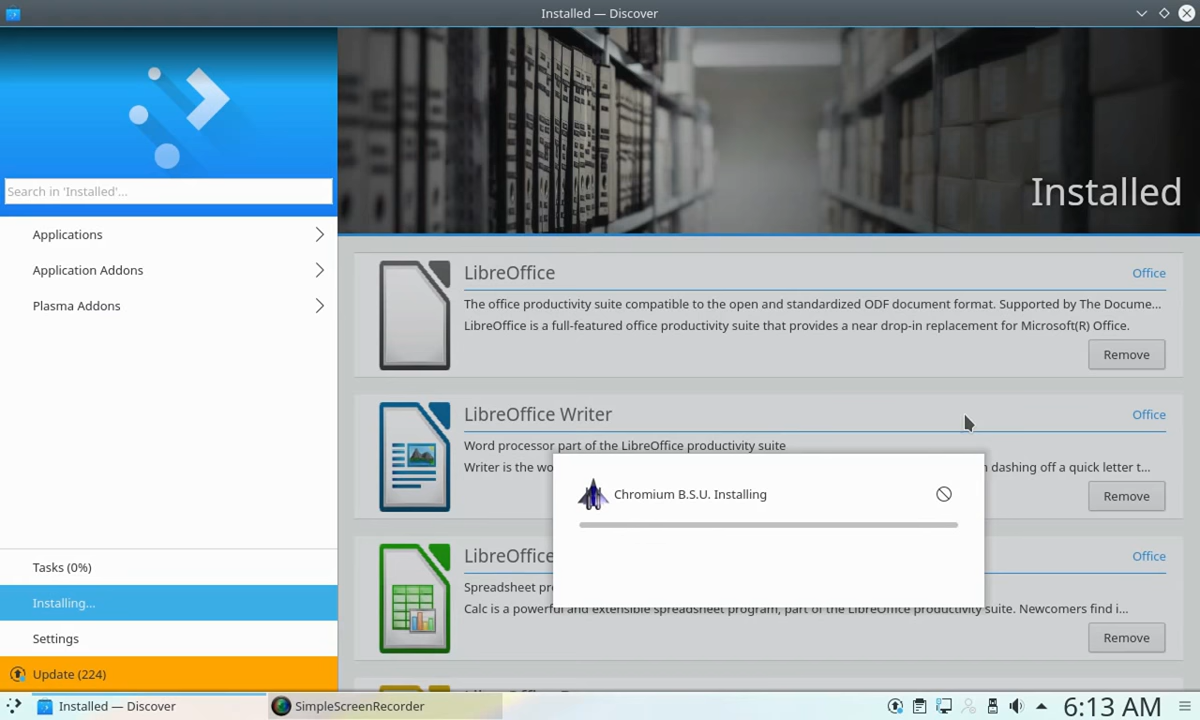 Installed — Discover
Search in 'Installed'...
Applications
Application Addons
Plasma Addons
Tasks (0%)
Installing...
Settings
Update (224)
Installed
LibreOffice
Office
The office productivity suite compatible to the open and standardized ODF document format. Supported by The Docume...
LibreOffice is a full-featured office productivity suite that provides a near drop-in replacement for Microsoft(R) Office.
Remove
LibreOffice Writer
Office
Word processor part of the LibreOffice productivity suite
Writer is the wo
dashing off a quick letter t...
Remove
Chromium B.S.U. Installing
LibreOffice
Office
Spreadsheet pr
Calc is a powerful and extensible spreadsheet program, part of the LibreOffice productivity suite. Newcomers find i...
Remove
Installed — Discover
SimpleScreenRecorder
6:13 AM